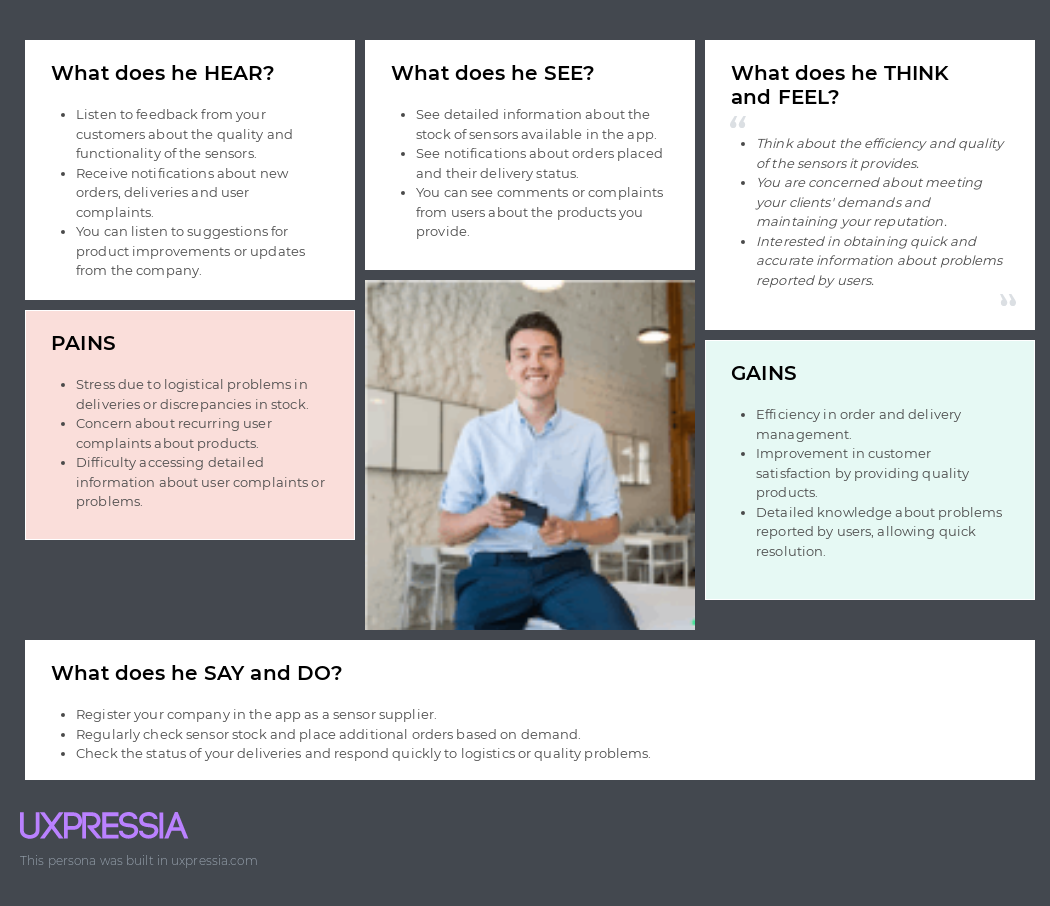 What does he HEAR?
• Listen to feedback from your
customers about the quality and
functionality of the sensors.
• Receive notifications about new
orders, deliveries and user
complaints.
• You can listen to suggestions for
product improvements or updates
from the company.
What does he SEE?
• See detailed information about the
stock of sensors available in the app.
• See notifications about orders placed
and their delivery status.
• You can see comments or complaints
from users about the products you
provide.
What does he THINK
and FEEL?
“
• Think about the efficiency and quality
of the sensors it provides.
• You are concerned about meeting
your clients' demands and
maintaining your reputation.
• Interested in obtaining quick and
accurate information about problems
reported by users.
”
PAINS
• Stress due to logistical problems in
deliveries or discrepancies in stock.
• Concern about recurring user
complaints about products.
• Difficulty accessing detailed
information about user complaints or
problems.
GAINS
• Efficiency in order and delivery
management.
• Improvement in customer
satisfaction by providing quality
products.
• Detailed knowledge about problems
reported by users, allowing quick
resolution.
What does he SAY and DO?
• Register your company in the app as a sensor supplier.
• Regularly check sensor stock and place additional orders based on demand.
• Check the status of your deliveries and respond quickly to logistics or quality problems.
UXPRESSIA
This persona was built in uxpressia.com